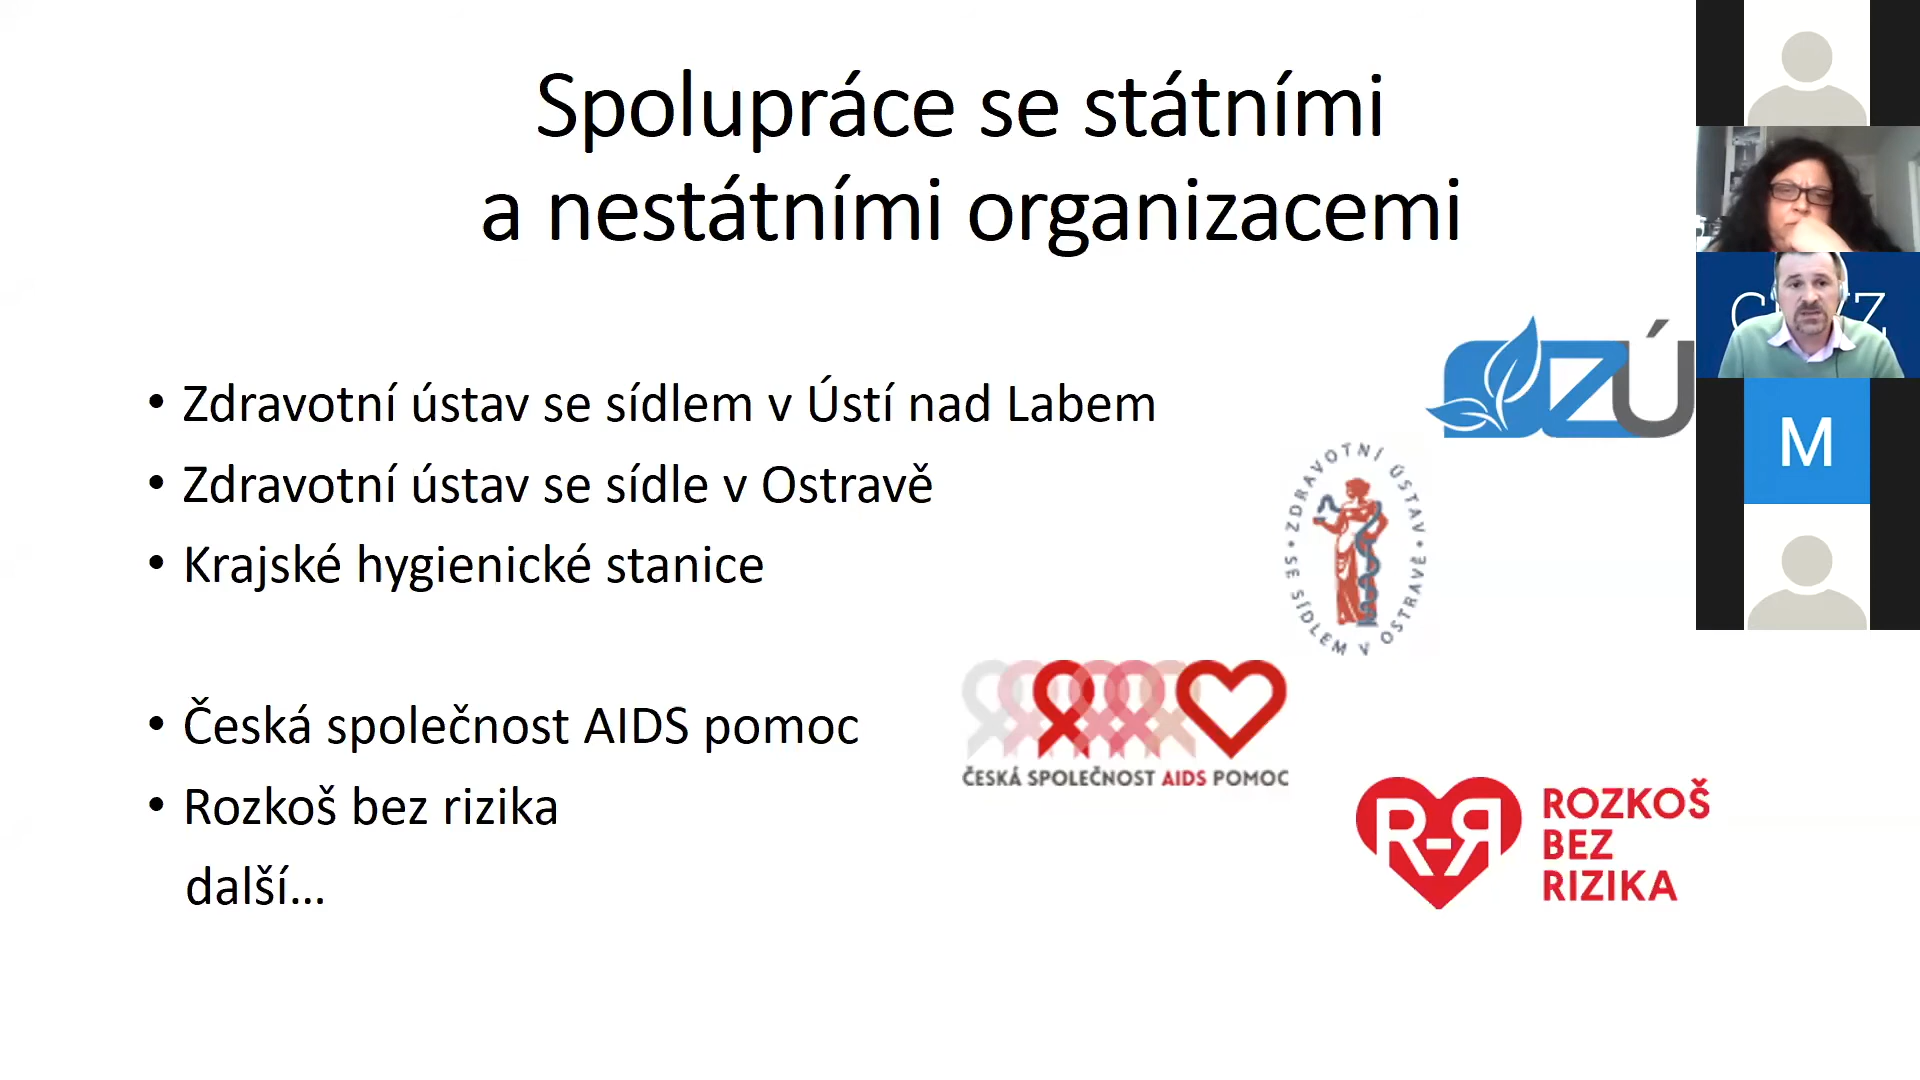 Spolupráce se státními
a nestátními organizacemi
• Zdravotní ústav se sídlem v Ústí nad Labem
• Zdravotní ústav se sídle v Ostravě
• Krajské hygienické stanice
• Česká společnost AIDS pomoc
• Rozkoš bez rizika
další...
ZÚ
ZDRAVOTNÍ ÚSTAV • SE SÍDLEM V OSTRAVĚ •
ČESKÁ SPOLEČNOST AIDS POMOC
R-R
ROZKOŠ
BEZ
RIZIKA
M